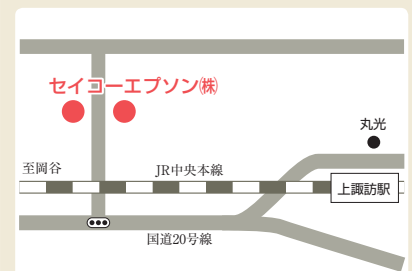 セイコーエプソン㈱
丸光
至岡谷
JR中央本線
上諏訪駅
国道20号線